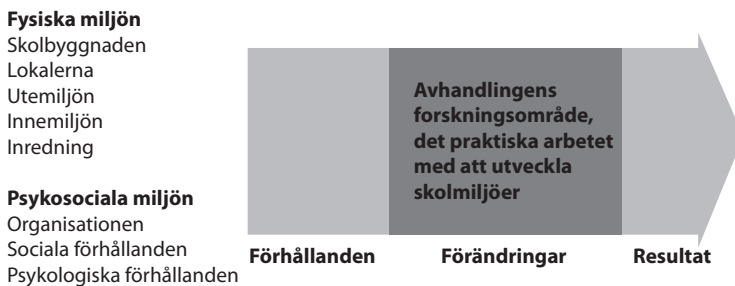 Fysiska miljön
Skolbyggnaden
Lokalerna
Utemiljön
Innemiljön
Inredning
Psykosociala miljön
Organisationen
Sociala förhållanden
Psykologiska förhållanden
Avhandlingens
forskningsområde,
det praktiska arbetet
med att utveckla
skolmiljöer
Förhållanden
Förändringar
Resultat